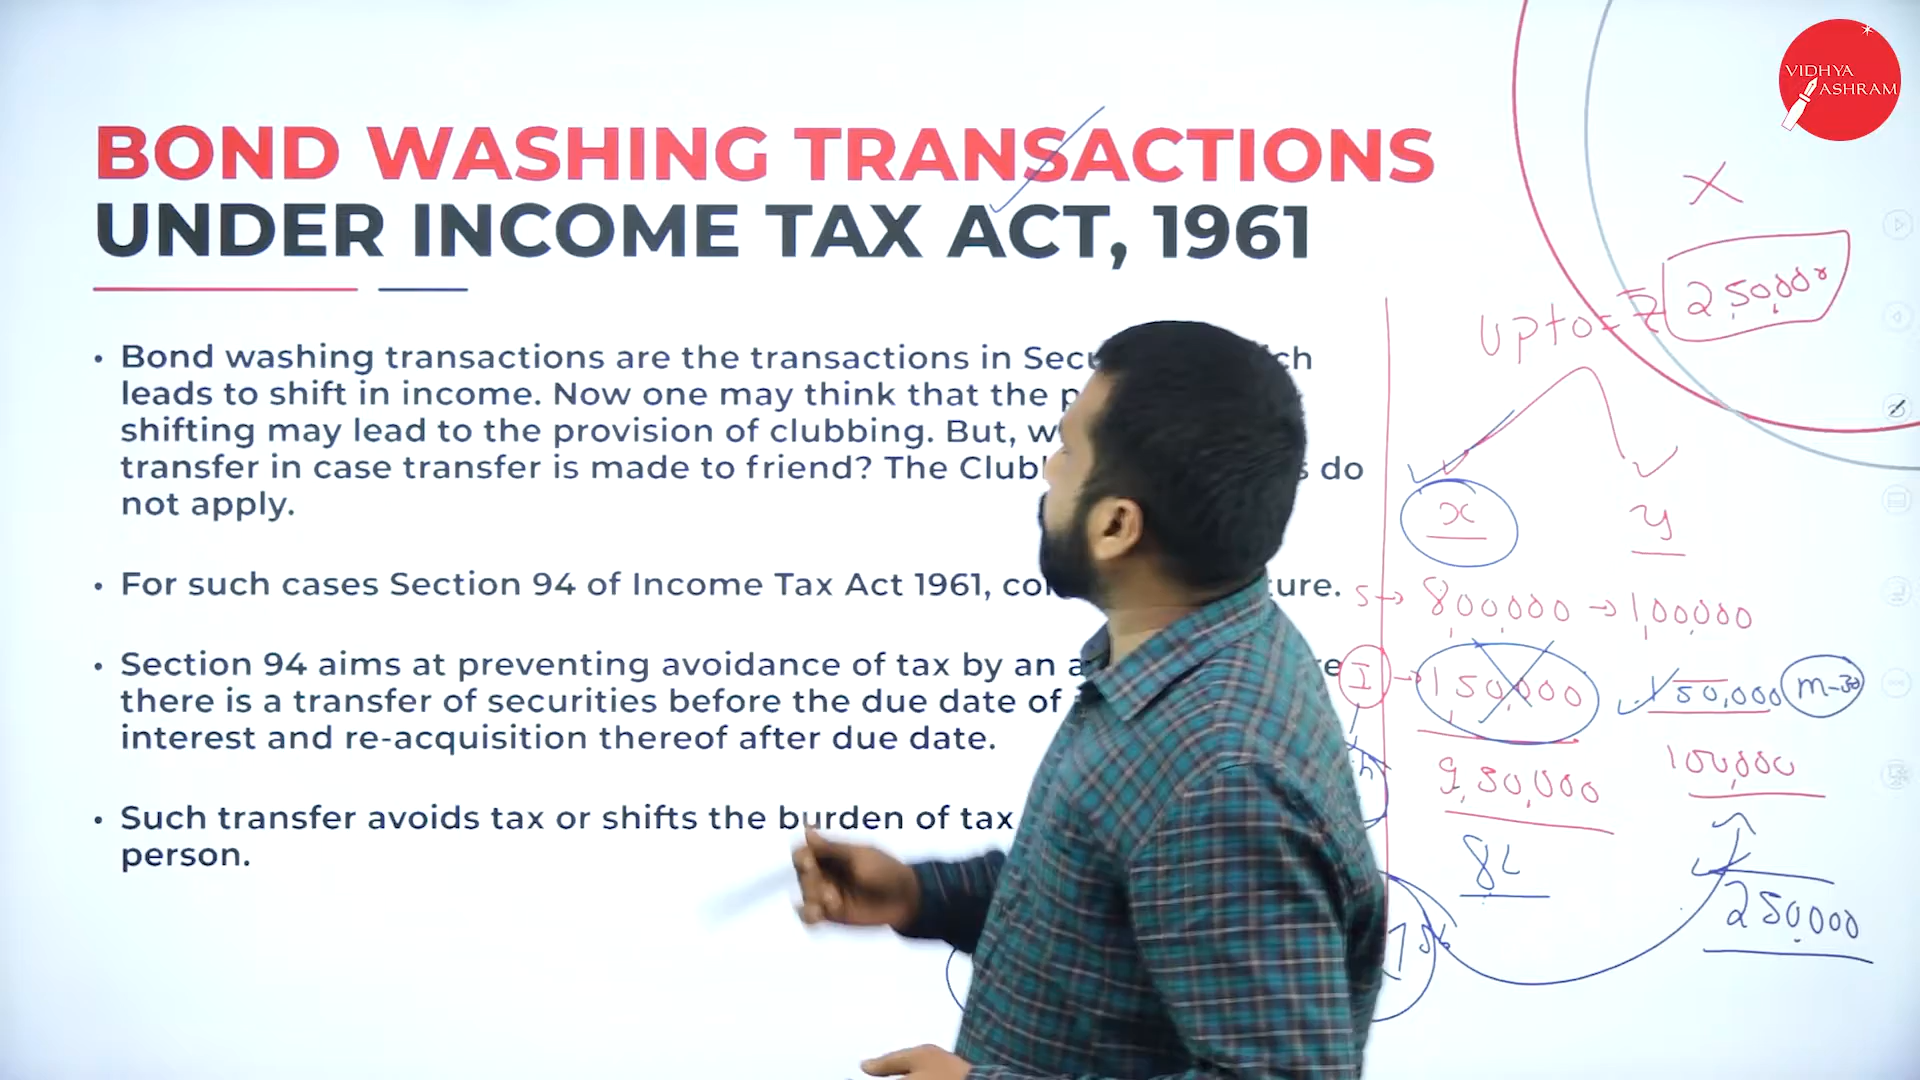 VIDHYA
ASHRAM
BOND WASHING TRANSACTIONS
UNDER INCOME TAX ACT, 1961
• Bond washing transactions are the transactions in
leads to shift in income. Now one may think that the
shifting may lead to the provision of clubbing. But,
transfer in case transfer is made to friend? The do
not apply.
• For such cases Section 94 of Income Tax Act 1961,
• Section 94 aims at preventing avoidance of tax by an
there is a transfer of securities before the due date of
interest and re-acquisition thereof after due date.
• Such transfer avoids tax or shifts the burden of tax
person.
X
upto = ₹ 2,50,000
x y
S → 8,00,000 → 1,00,000
I → 1,50,000 1,50,000 m-30
9,50,000 100,000
8L
250,000